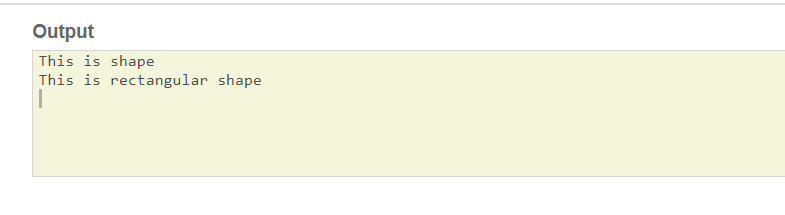 Output
This is shape
This is rectangular shape